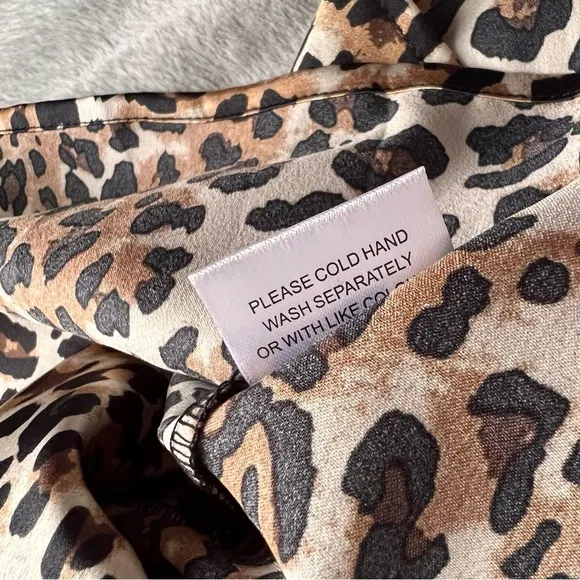 PLEASE COLD HAND
WASH SEPARATELY
OR WITH LIKE